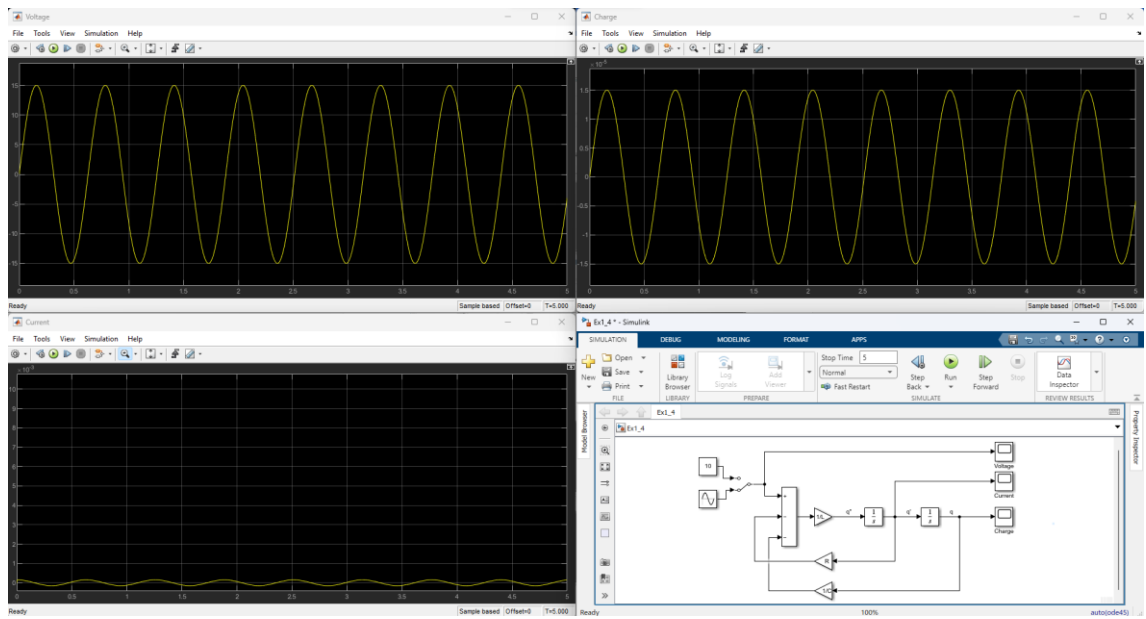 Voltage
File Tools View Simulation Help
15
10
5
0
-5
-10
-15
0 0.5 1 1.5 2 2.5 3 3.5 4 4.5 5
Ready Sample based Offset=0 T=5.000
Charge
File Tools View Simulation Help
1.5
1
0.5
0
-0.5
-1
-1.5
0 0.5 1 1.5 2 2.5 3 3.5 4 4.5 5
Ready Sample based Offset=0 T=5.000
Current
File Tools View Simulation Help
10
9
8
7
6
5
4
3
2
1
0
0 0.5 1 1.5 2 2.5 3 3.5 4 4.5 5
Ready Sample based Offset=0 T=5.000
Ex1_4 * - Simulink
SIMULATION DEBUG MODELING FORMAT APPS
New
Open
Save
Print
FILE
Library Browser
LIBRARY
Log Signals
Add Viewer
PREPARE
Stop Time 5
Normal
Fast Restart
Step Back
Run
Step Forward
Stop
SIMULATE
Data Inspector
REVIEW RESULTS
Model Browser
Ex1_4
Ex1_4
Property Inspector
10
Voltage
Current
Charge
+
-
-
1/L
q''
1
s
q'
1
s
q
R
1/C
Ready 100% auto(ode45)